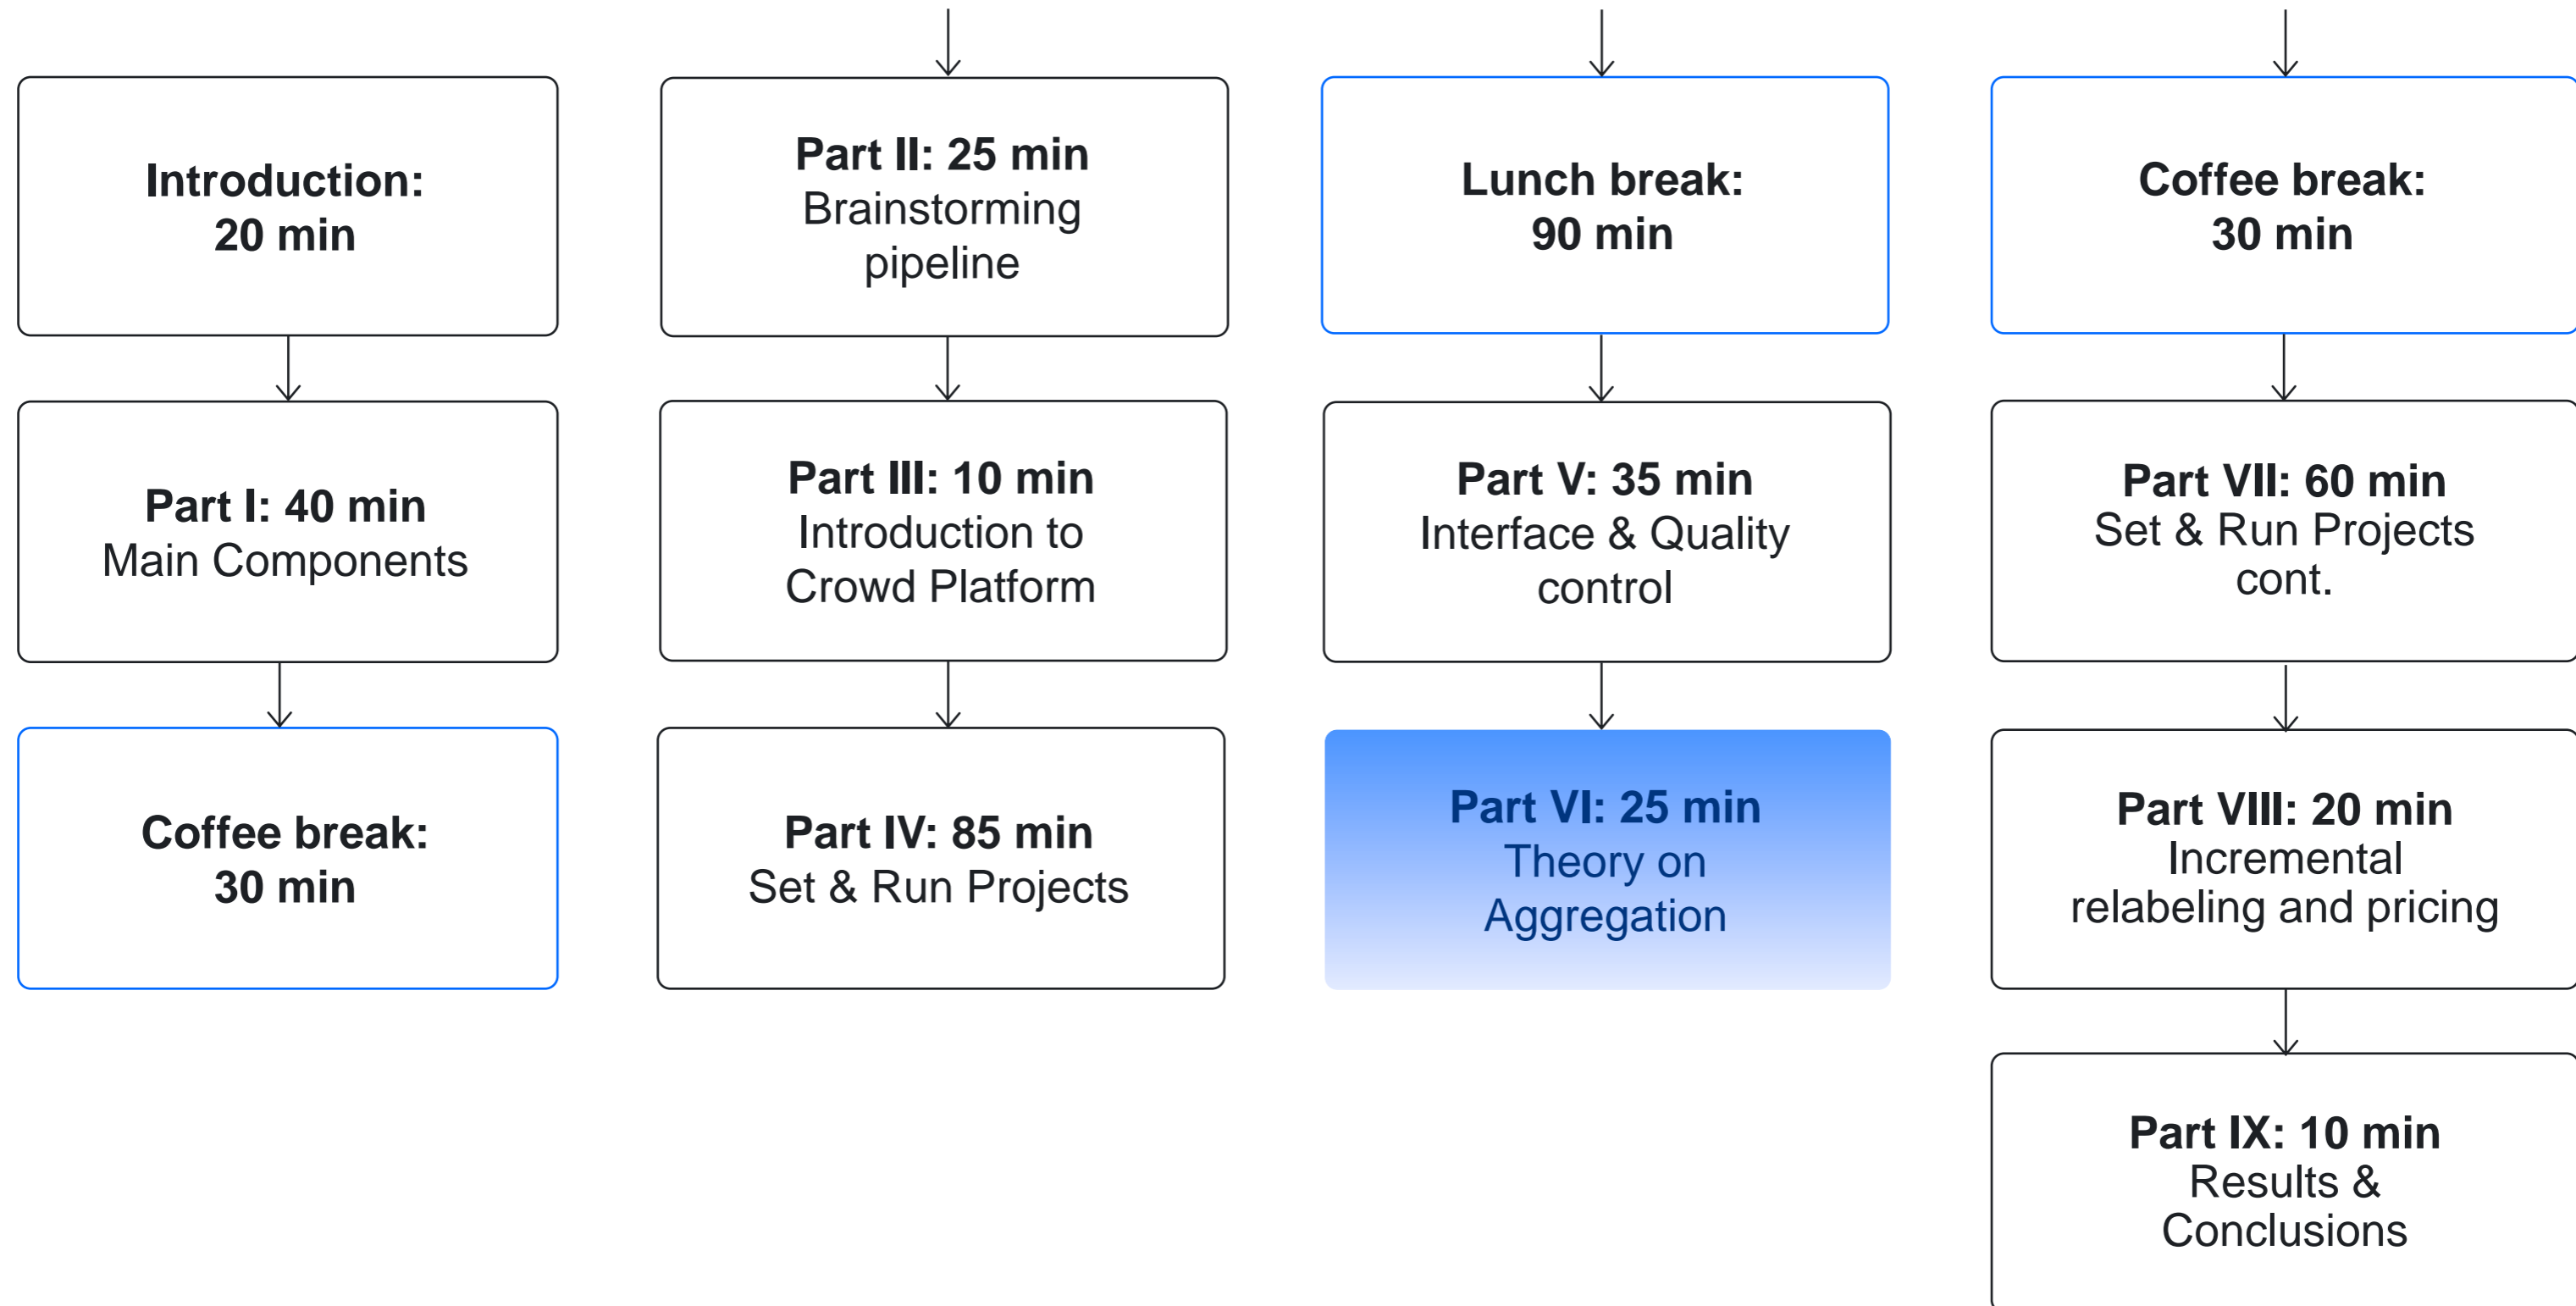 Introduction:
20 min
Part I: 40 min
Main Components
Coffee break:
30 min
Part II: 25 min
Brainstorming
pipeline
Part III: 10 min
Introduction to
Crowd Platform
Part IV: 85 min
Set & Run Projects
Lunch break:
90 min
Part V: 35 min
Interface & Quality
control
Part VI: 25 min
Theory on
Aggregation
Coffee break:
30 min
Part VII: 60 min
Set & Run Projects
cont.
Part VIII: 20 min
Incremental
relabeling and pricing
Part IX: 10 min
Results &
Conclusions